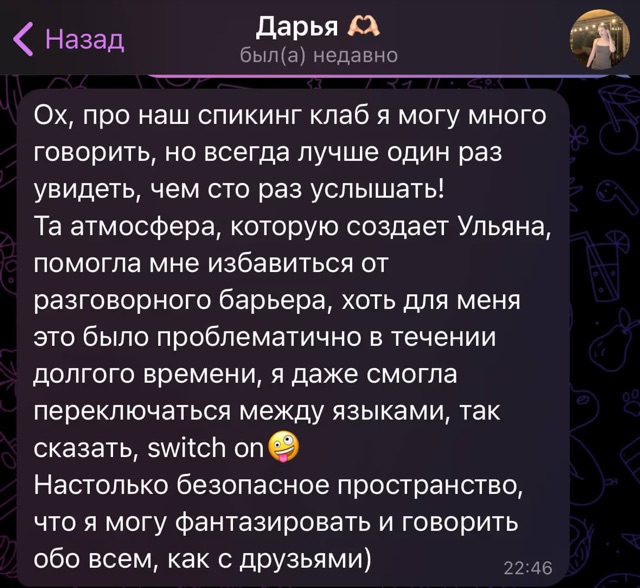 Назад
Дарья 🫶🏻
был(а) недавно
Ох, про наш спикинг клаб я могу много
говорить, но всегда лучше один раз
увидеть, чем сто раз услышать!
Та атмосфера, которую создает Ульяна,
помогла мне избавиться от
разговорного барьера, хоть для меня
это было проблематично в течении
долгого времени, я даже смогла
переключаться между языками, так
сказать, switch on🤪
Настолько безопасное пространство,
что я могу фантазировать и говорить
обо всем, как с друзьями)
22:46